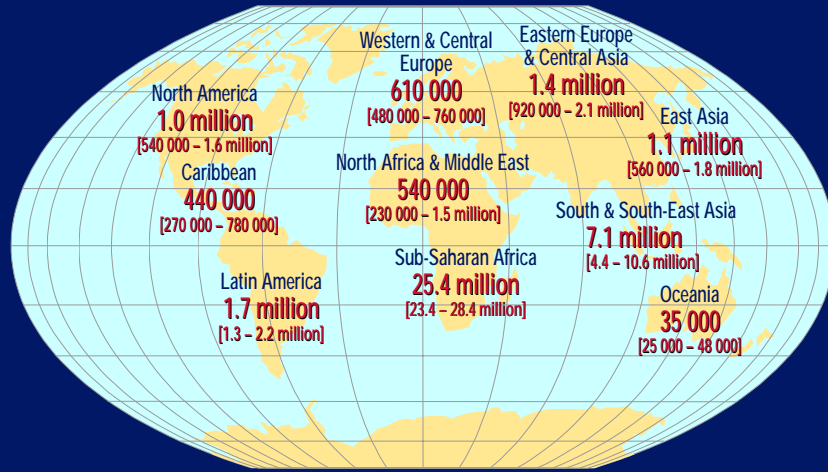 Western & Central
Europe
610 000
[480 000 – 760 000]
Eastern Europe
& Central Asia
1.4 million
[920 000 – 2.1 million]
North America
1.0 million
[540 000 – 1.6 million]
East Asia
1.1 million
[560 000 – 1.8 million]
Caribbean
440 000
[270 000 – 780 000]
North Africa & Middle East
540 000
[230 000 – 1.5 million]
South & South-East Asia
7.1 million
[4.4 – 10.6 million]
Sub-Saharan Africa
25.4 million
[23.4 – 28.4 million]
Latin America
1.7 million
[1.3 – 2.2 million]
Oceania
35 000
[25 000 – 48 000]